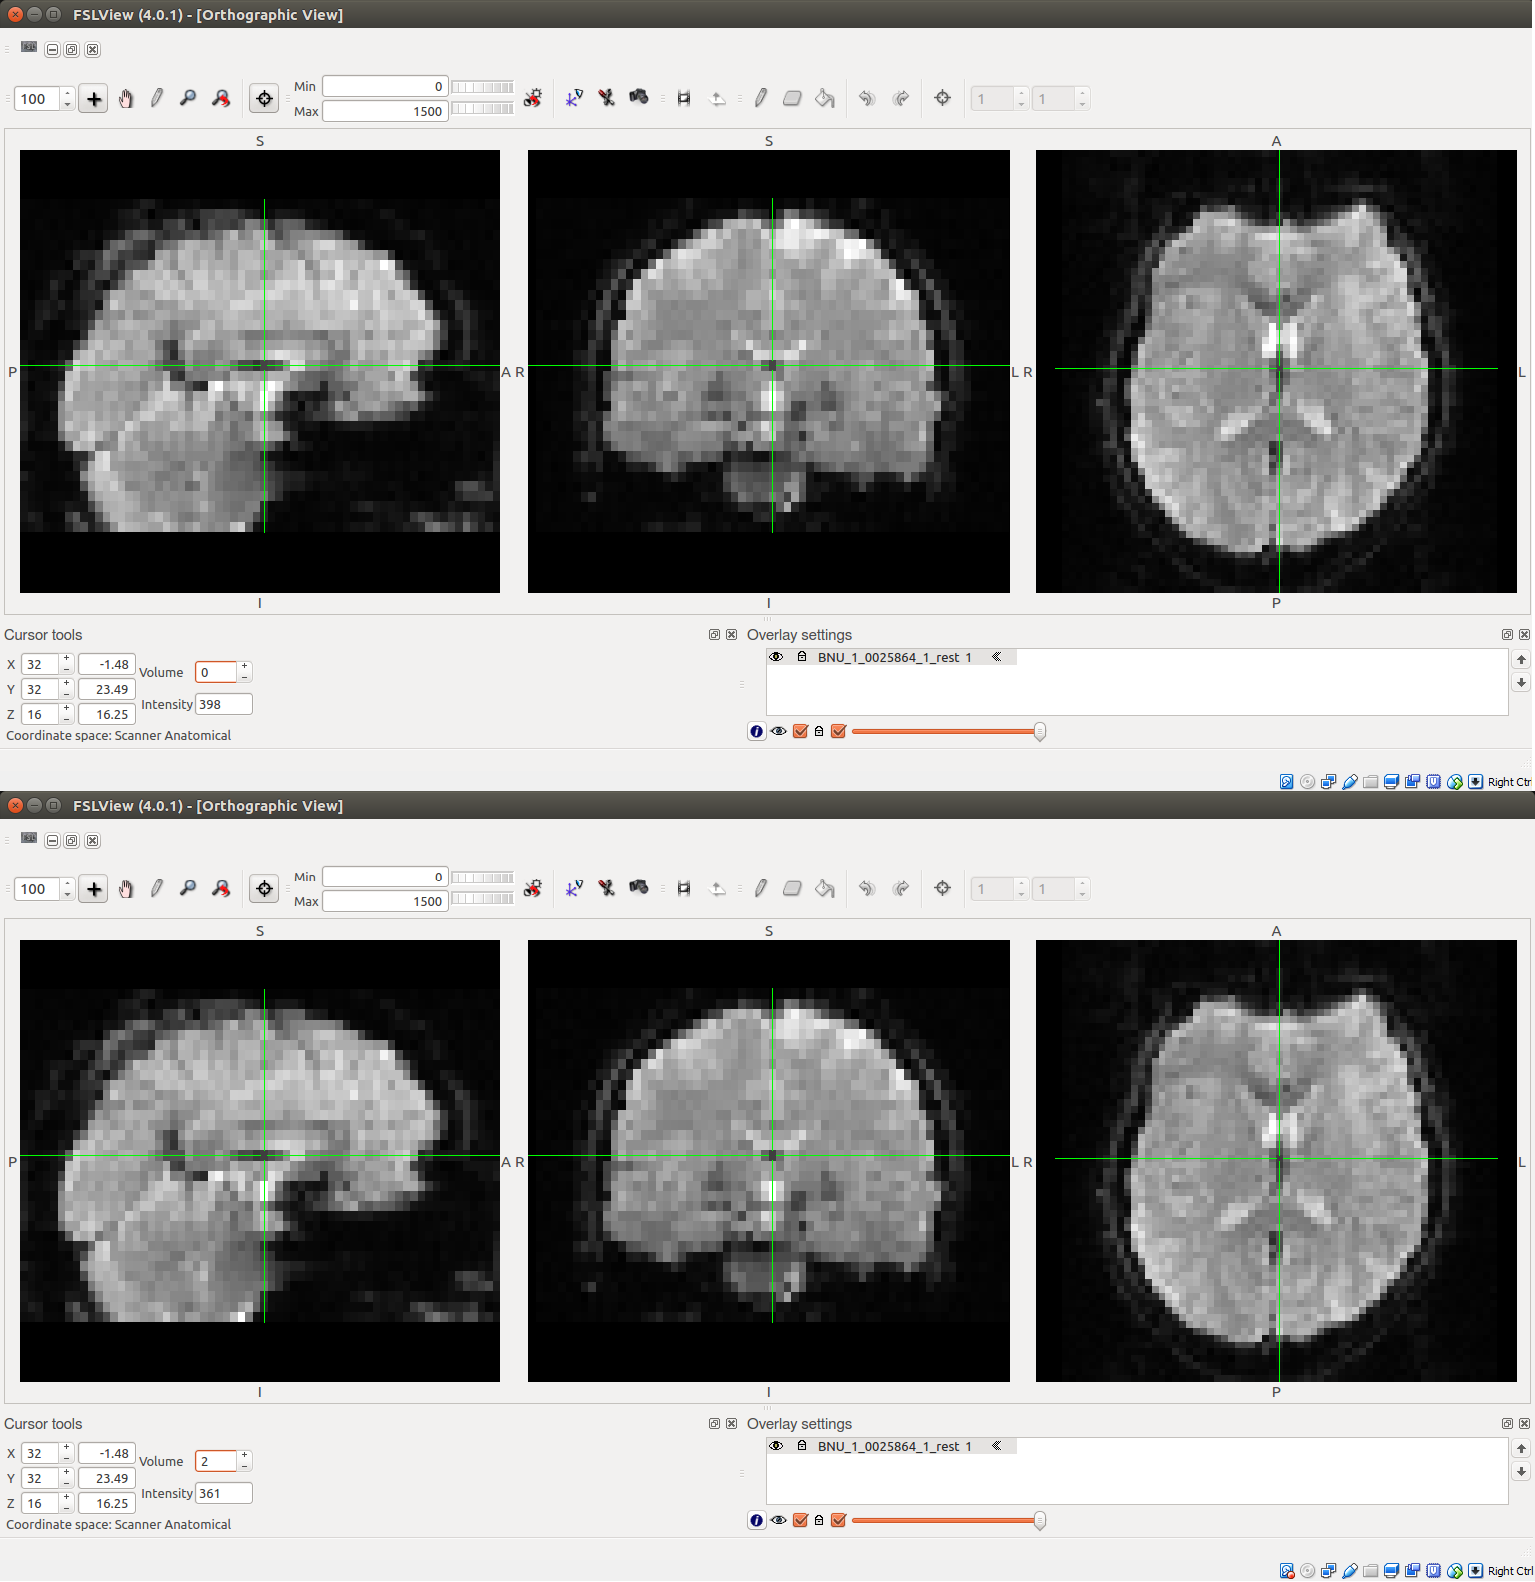 FSLView (4.0.1) - [Orthographic View]
FSL
100
Min 0
Max 1500
1 1
S S A
P A R L R L
I I P
Cursor tools
Overlay settings
X 32 -1.48 Volume 0
Y 32 23.49
Intensity 398
Z 16 16.25
Coordinate space: Scanner Anatomical
BNU_1_0025864_1_rest 1
Right Ctrl
FSLView (4.0.1) - [Orthographic View]
FSL
100
Min 0
Max 1500
1 1
S S A
P A R L R L
I I P
Cursor tools
Overlay settings
X 32 -1.48 Volume 2
Y 32 23.49
Intensity 361
Z 16 16.25
Coordinate space: Scanner Anatomical
BNU_1_0025864_1_rest 1
Right Ctrl